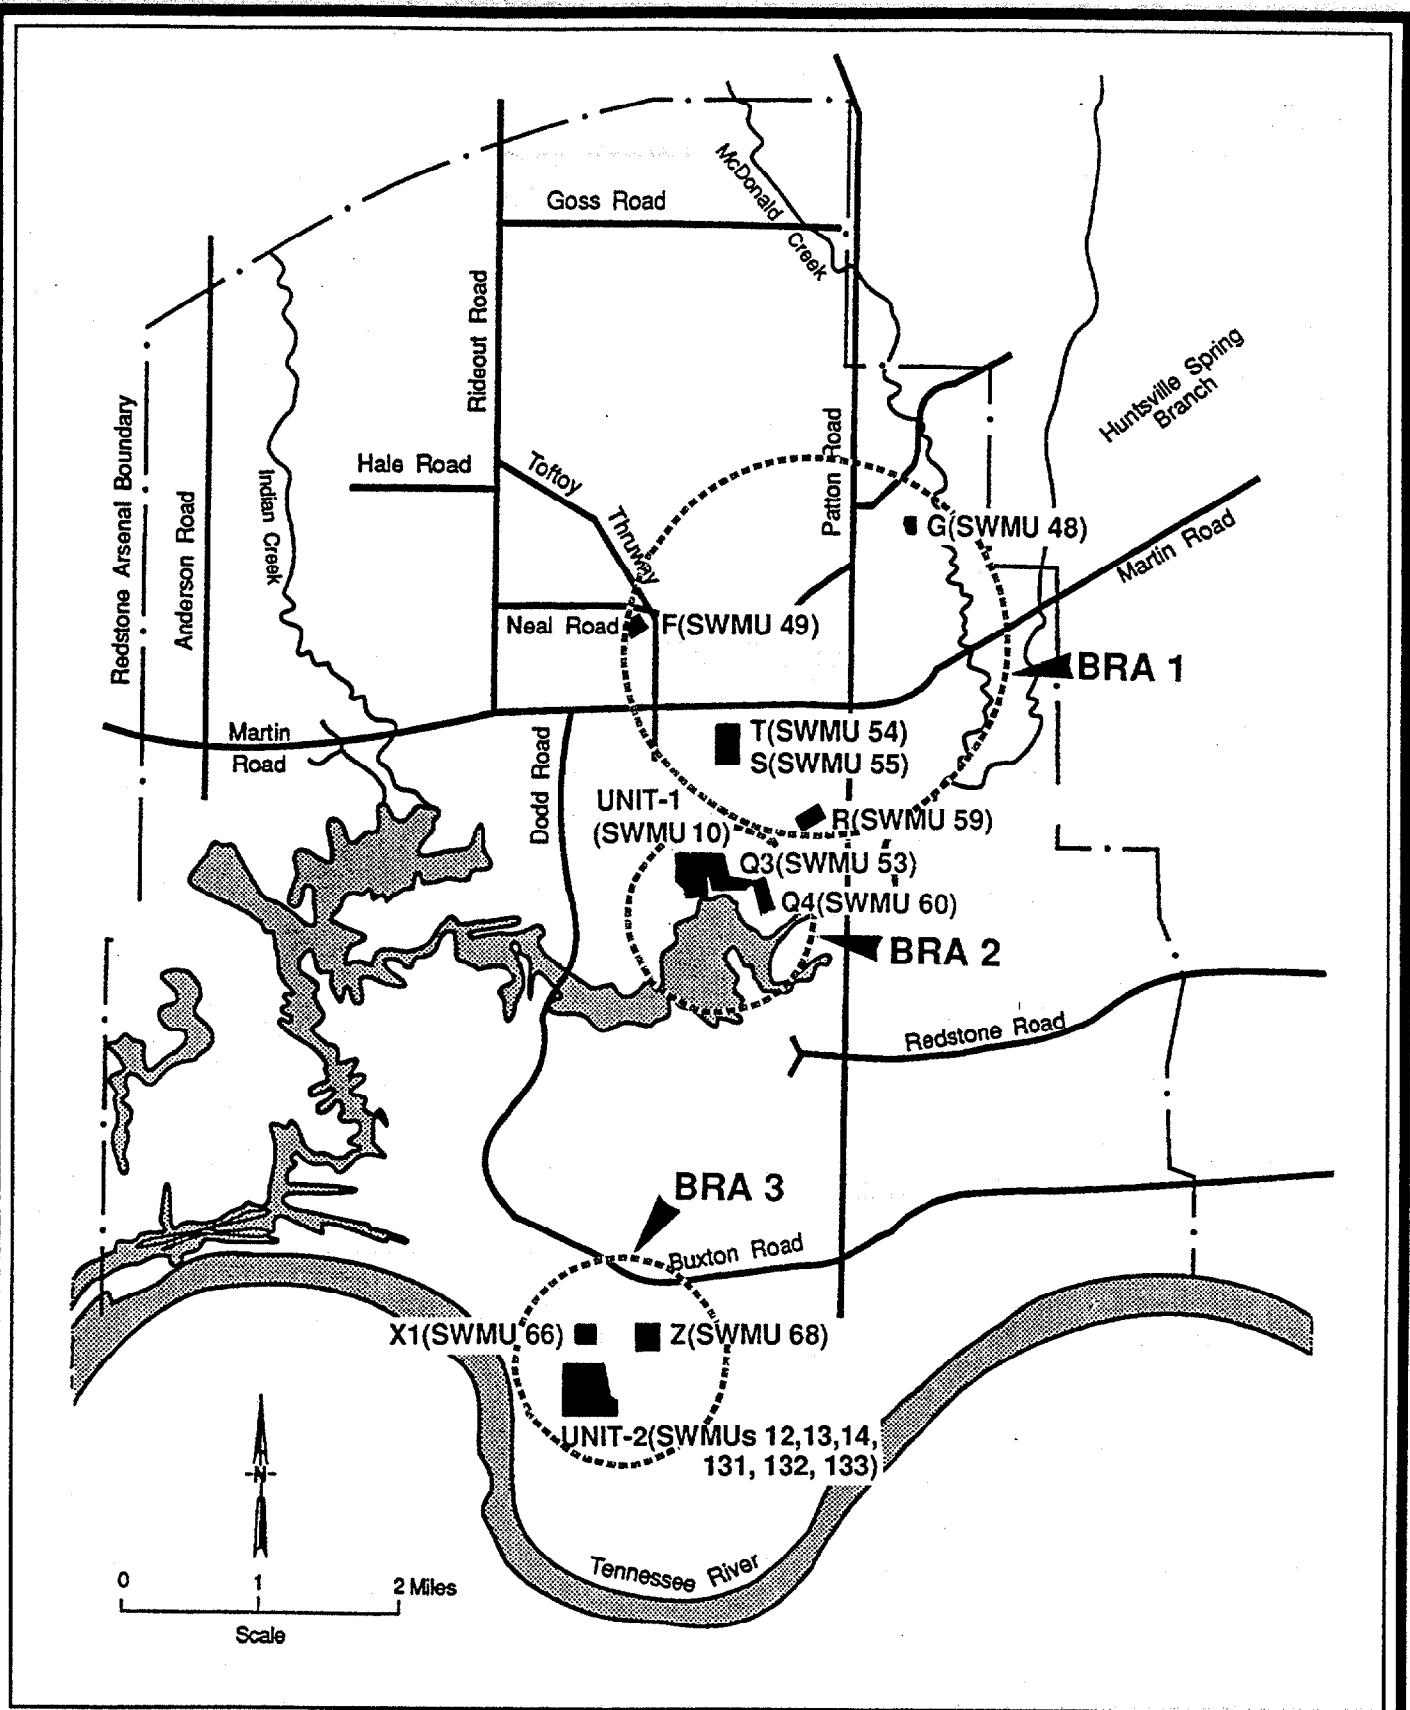 McDonald
Creek
Goss Road
Rideout Road
Huntsville Spring
Branch
Redstone Arsenal Boundary
Anderson Road
Indian Creek
Hale Road
Toftoy
Thruway
Patton Road
G(SWMU 48)
Martin Road
Neal Road
F(SWMU 49)
BRA 1
Martin
Road
Dodd Road
T(SWMU 54)
S(SWMU 55)
UNIT-1
(SWMU 10)
R(SWMU 59)
Q3(SWMU 53)
Q4(SWMU 60)
BRA 2
Redstone Road
BRA 3
Buxton Road
X1(SWMU 66)
Z(SWMU 68)
UNIT-2(SWMUs 12,13,14,
131, 132, 133)
N
Tennessee River
0 1 2 Miles
Scale